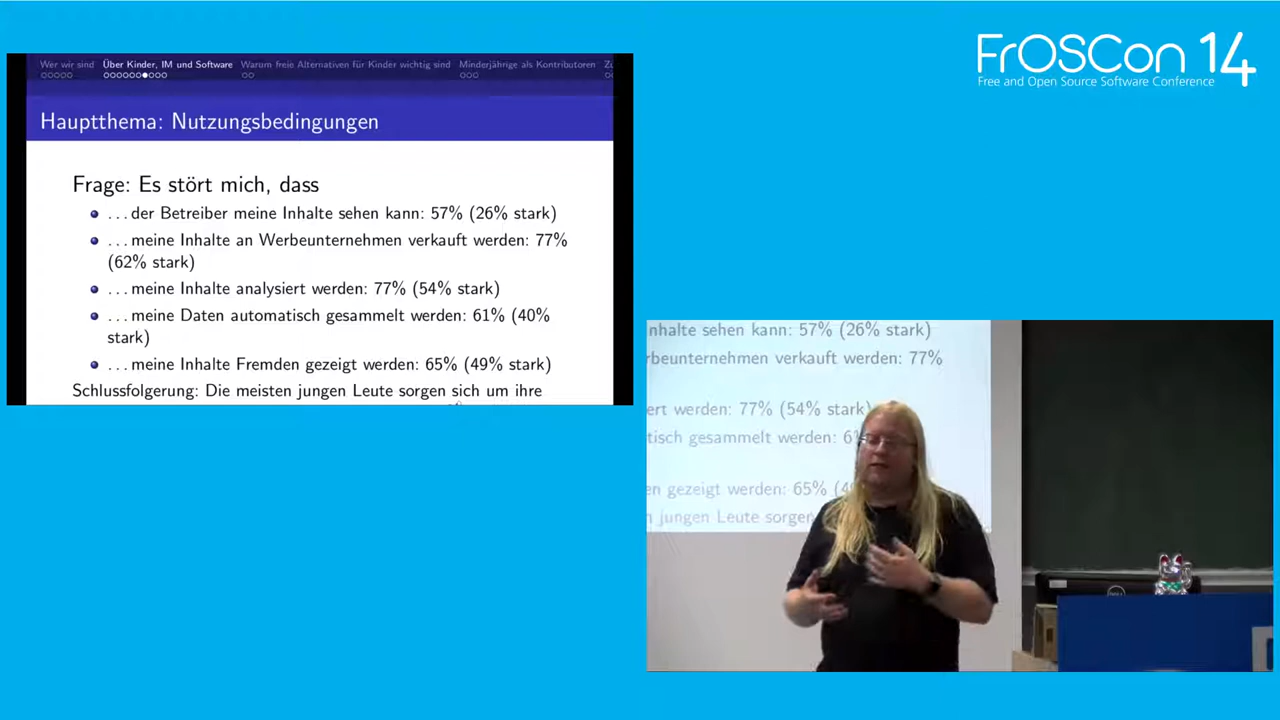 FrOSCon 14
Free and Open Source Software Conference
Wer wir sind Über Kinder, IM und Software Warum freie Alternativen für Kinder wichtig sind Minderjährige als Kontributoren Zu
Hauptthema: Nutzungsbedingungen
Frage: Es stört mich, dass
...der Betreiber meine Inhalte sehen kann: 57% (26% stark)
...meine Inhalte an Werbeunternehmen verkauft werden: 77%
(62% stark)
...meine Inhalte analysiert werden: 77% (54% stark)
...meine Daten automatisch gesammelt werden: 61% (40%
stark)
...meine Inhalte Fremden gezeigt werden: 65% (49% stark)
Schlussfolgerung: Die meisten jungen Leute sorgen sich um ihre
nhalte sehen kann: 57% (26% stark)
rbeunternehmen verkauft werden: 77%
ert werden: 77% (54% stark)
tisch gesammelt werden: 61
en gezeigt werden: 65% (4
jungen Leute sorgen
DELL